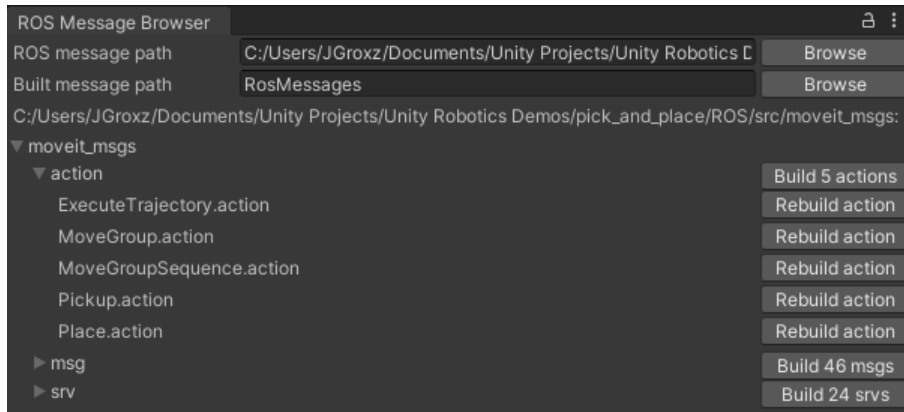 ROS Message Browser
ROS message path C:/Users/JGroxz/Documents/Unity Projects/Unity Robotics D Browse
Built message path RosMessages Browse
C:/Users/JGroxz/Documents/Unity Projects/Unity Robotics Demos/pick_and_place/ROS/src/moveit_msgs:
moveit_msgs
action Build 5 actions
ExecuteTrajectory.action Rebuild action
MoveGroup.action Rebuild action
MoveGroupSequence.action Rebuild action
Pickup.action Rebuild action
Place.action Rebuild action
msg Build 46 msgs
srv Build 24 srvs